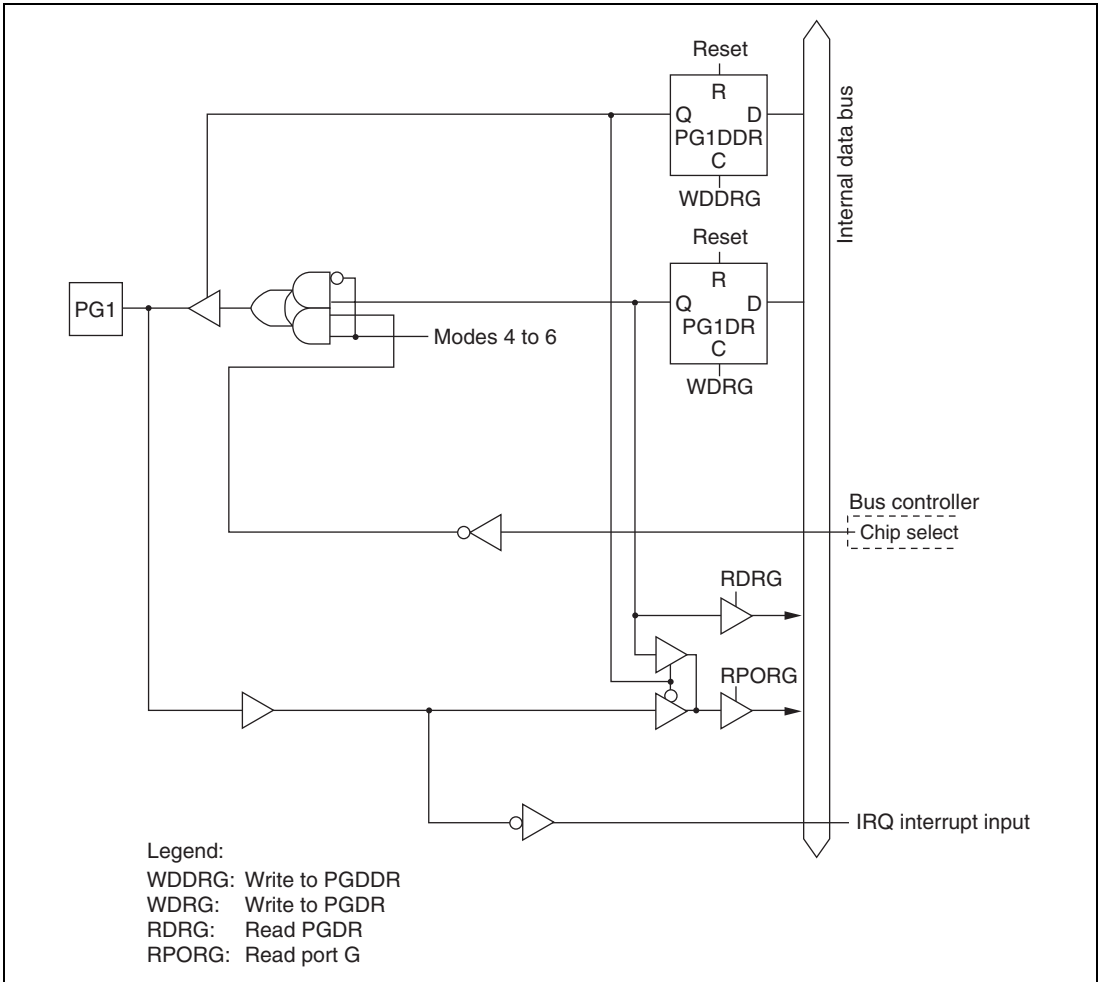 Reset
R
Q D
PG1DDR
C
WDDRG
Internal data bus
Reset
R
Q D
PG1DR
C
WDRG
PG1
Modes 4 to 6
Bus controller
Chip select
RDRG
RPORG
IRQ interrupt input
Legend:
WDDRG: Write to PGDDR
WDRG: Write to PGDR
RDRG: Read PGDR
RPORG: Read port G